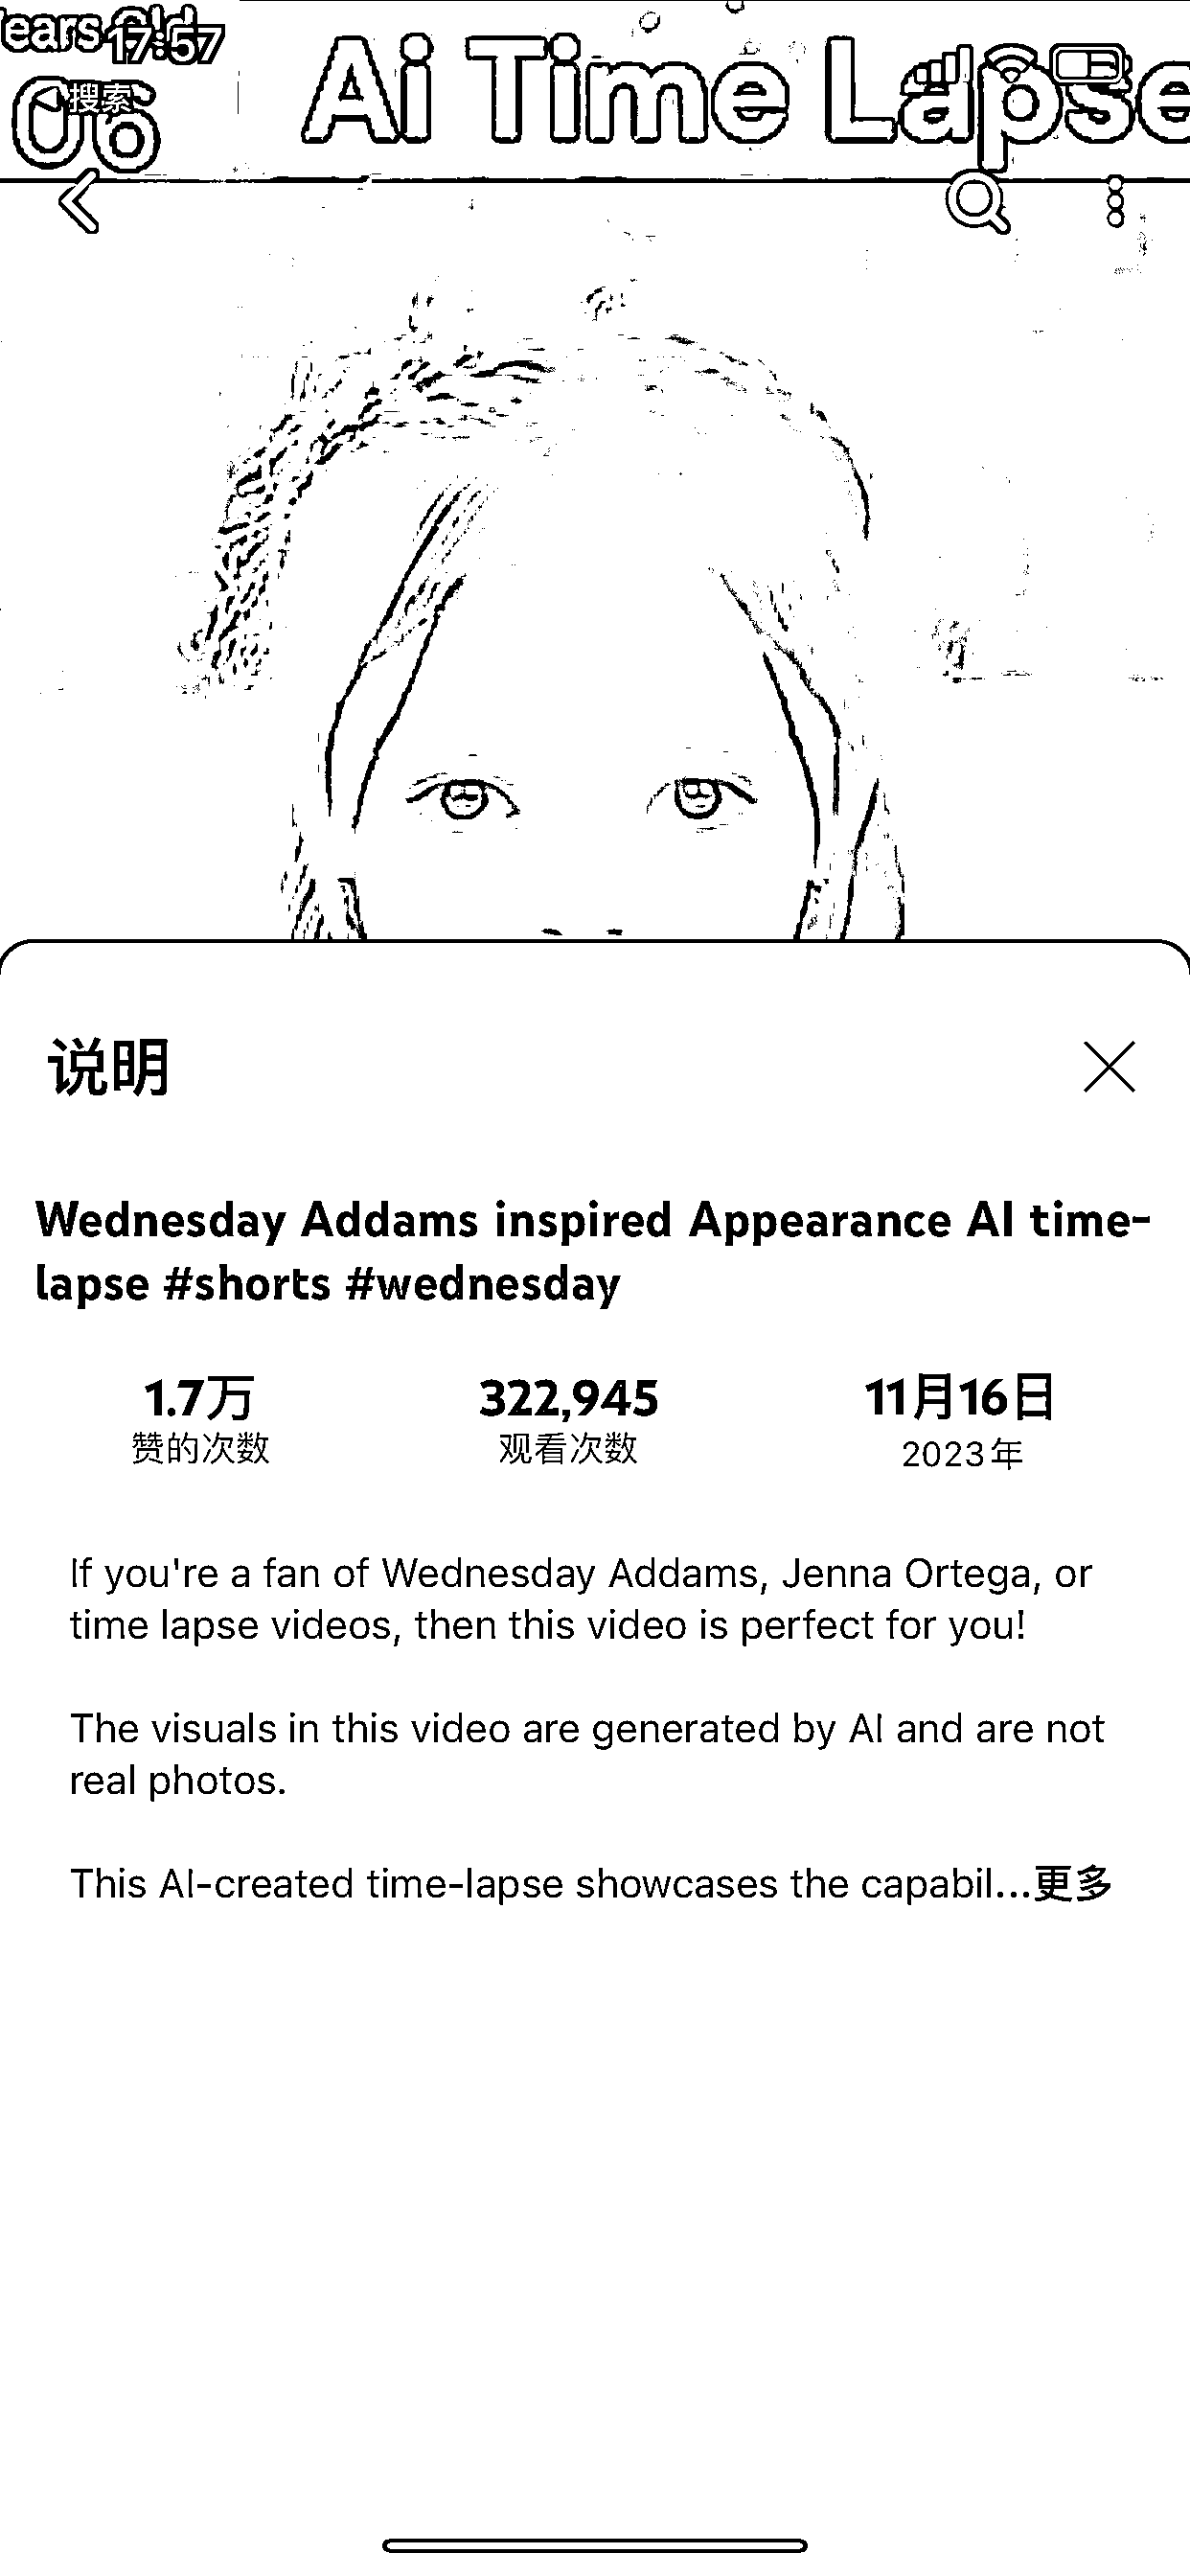 ears Old
17:57
搜索
06
Ai Time Lapse
说明
Wednesday Addams inspired Appearance AI time-
lapse #shorts #wednesday
1.7万
322,945
11月16日
赞的次数
观看次数
2023年
If you're a fan of Wednesday Addams, Jenna Ortega, or
time lapse videos, then this video is perfect for you!
The visuals in this video are generated by AI and are not
real photos.
This AI-created time-lapse showcases the capabil...更多